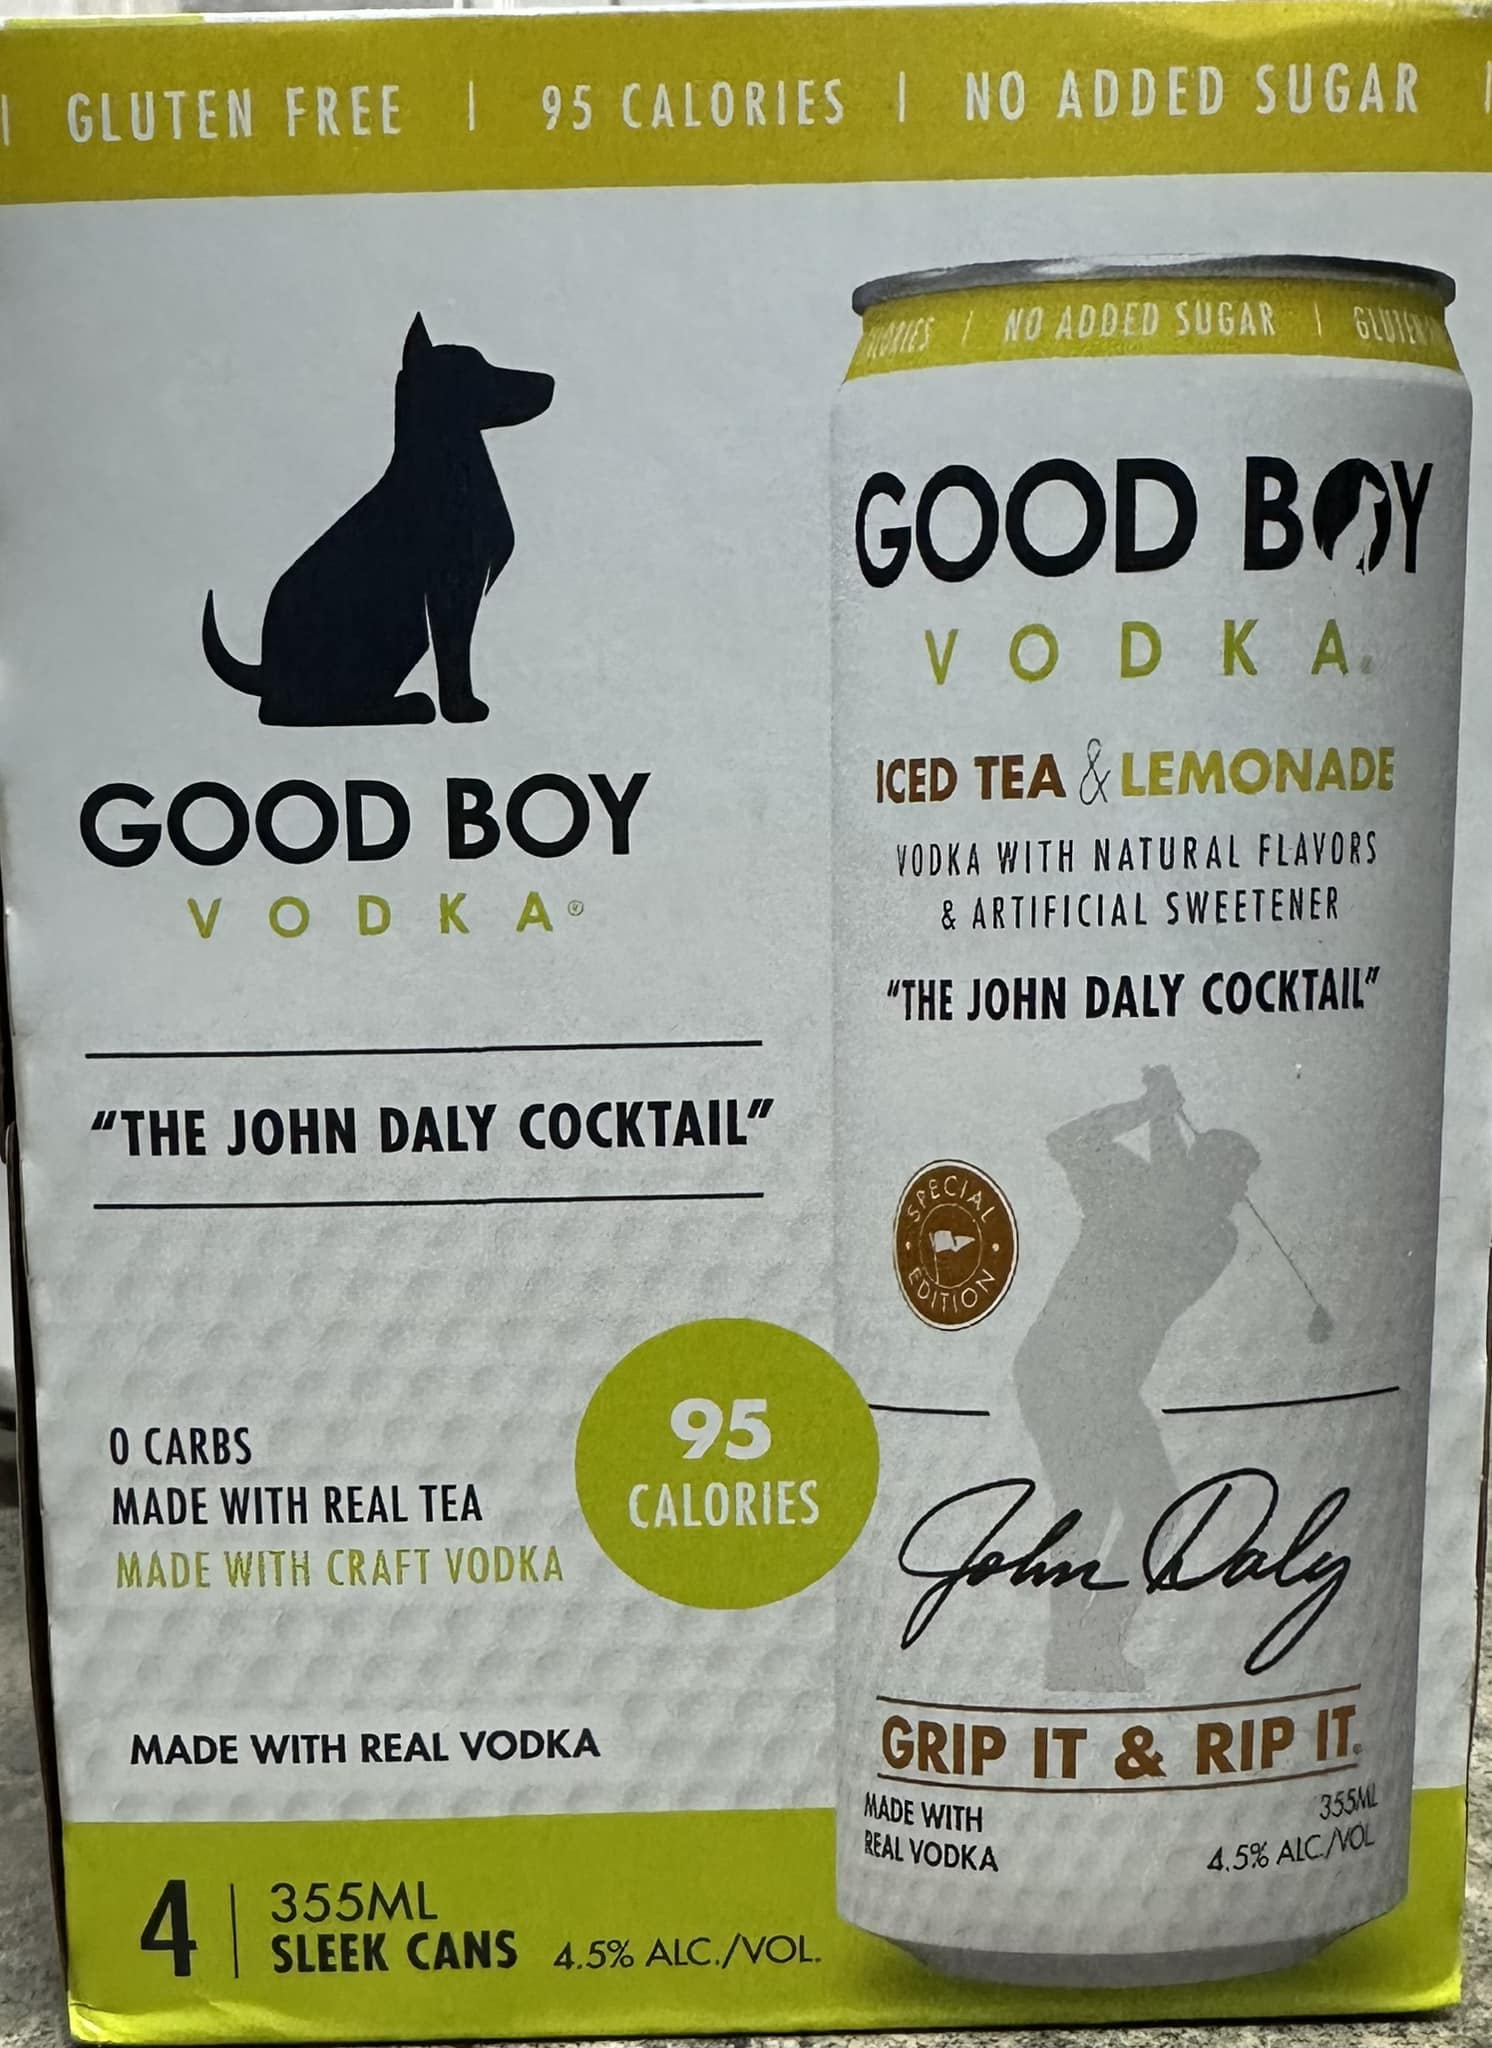 GLUTEN FREE | 95 CALORIES | NO ADDED SUGAR
GOOD BOY
VODKA®
"THE JOHN DALY COCKTAIL"
0 CARBS
MADE WITH REAL TEA
MADE WITH CRAFT VODKA
95
CALORIES
MADE WITH REAL VODKA
4 | 355ML
SLEEK CANS 4.5% ALC./VOL.
NO ADDED SUGAR |
GOOD BOY
VODKA
ICED TEA & LEMONADE
VODKA WITH NATURAL FLAVORS
& ARTIFICIAL SWEETENER
"THE JOHN DALY COCKTAIL"
SPECIAL
EDITION
John Daly
GRIP IT & RIP IT.
MADE WITH
REAL VODKA
355ML
4.5% ALC./VOL